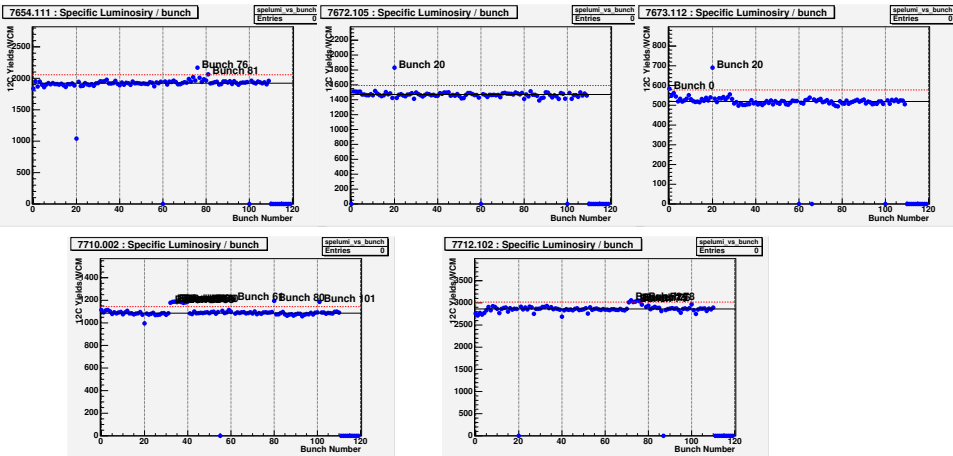 7654.111 : Specific Luminosiry / bunch
spelumi_vs_bunch
Entries 0
12C Yields/WCM
2500
2000
1500
1000
500
0
Bunch 76
Bunch 81
0 20 40 60 80 100 120
Bunch Number
7672.105 : Specific Luminosiry / bunch
spelumi_vs_bunch
Entries 0
12C Yields/WCM
2200
2000
1800
1600
1400
1200
1000
800
600
400
200
0
Bunch 20
0 20 40 60 80 100 120
Bunch Number
7673.112 : Specific Luminosiry / bunch
spelumi_vs_bunch
Entries 0
12C Yields/WCM
800
700
600
500
400
300
200
100
0
Bunch 20
Bunch 0
0 20 40 60 80 100 120
Bunch Number
7710.002 : Specific Luminosiry / bunch
spelumi_vs_bunch
Entries 0
12C Yields/WCM
1400
1200
1000
800
600
400
200
0
Bunch 80
Bunch 101
0 20 40 60 80 100 120
Bunch Number
7712.102 : Specific Luminosiry / bunch
spelumi_vs_bunch
Entries 0
12C Yields/WCM
3500
3000
2500
2000
1500
1000
500
0
0 20 40 60 80 100 120
Bunch Number